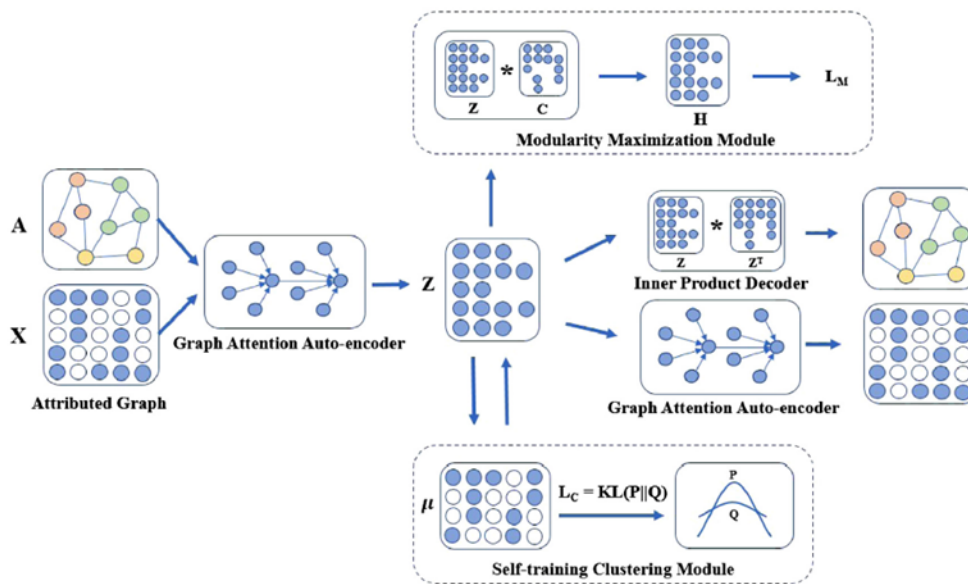 Z
*
C
H
L_M
Modularity Maximization Module
A
X
Attributed Graph
Graph Attention Auto-encoder
Z
Z
*
Z^T
Inner Product Decoder
Graph Attention Auto-encoder
μ
L_C = KL(P||Q)
P
Q
Self-training Clustering Module